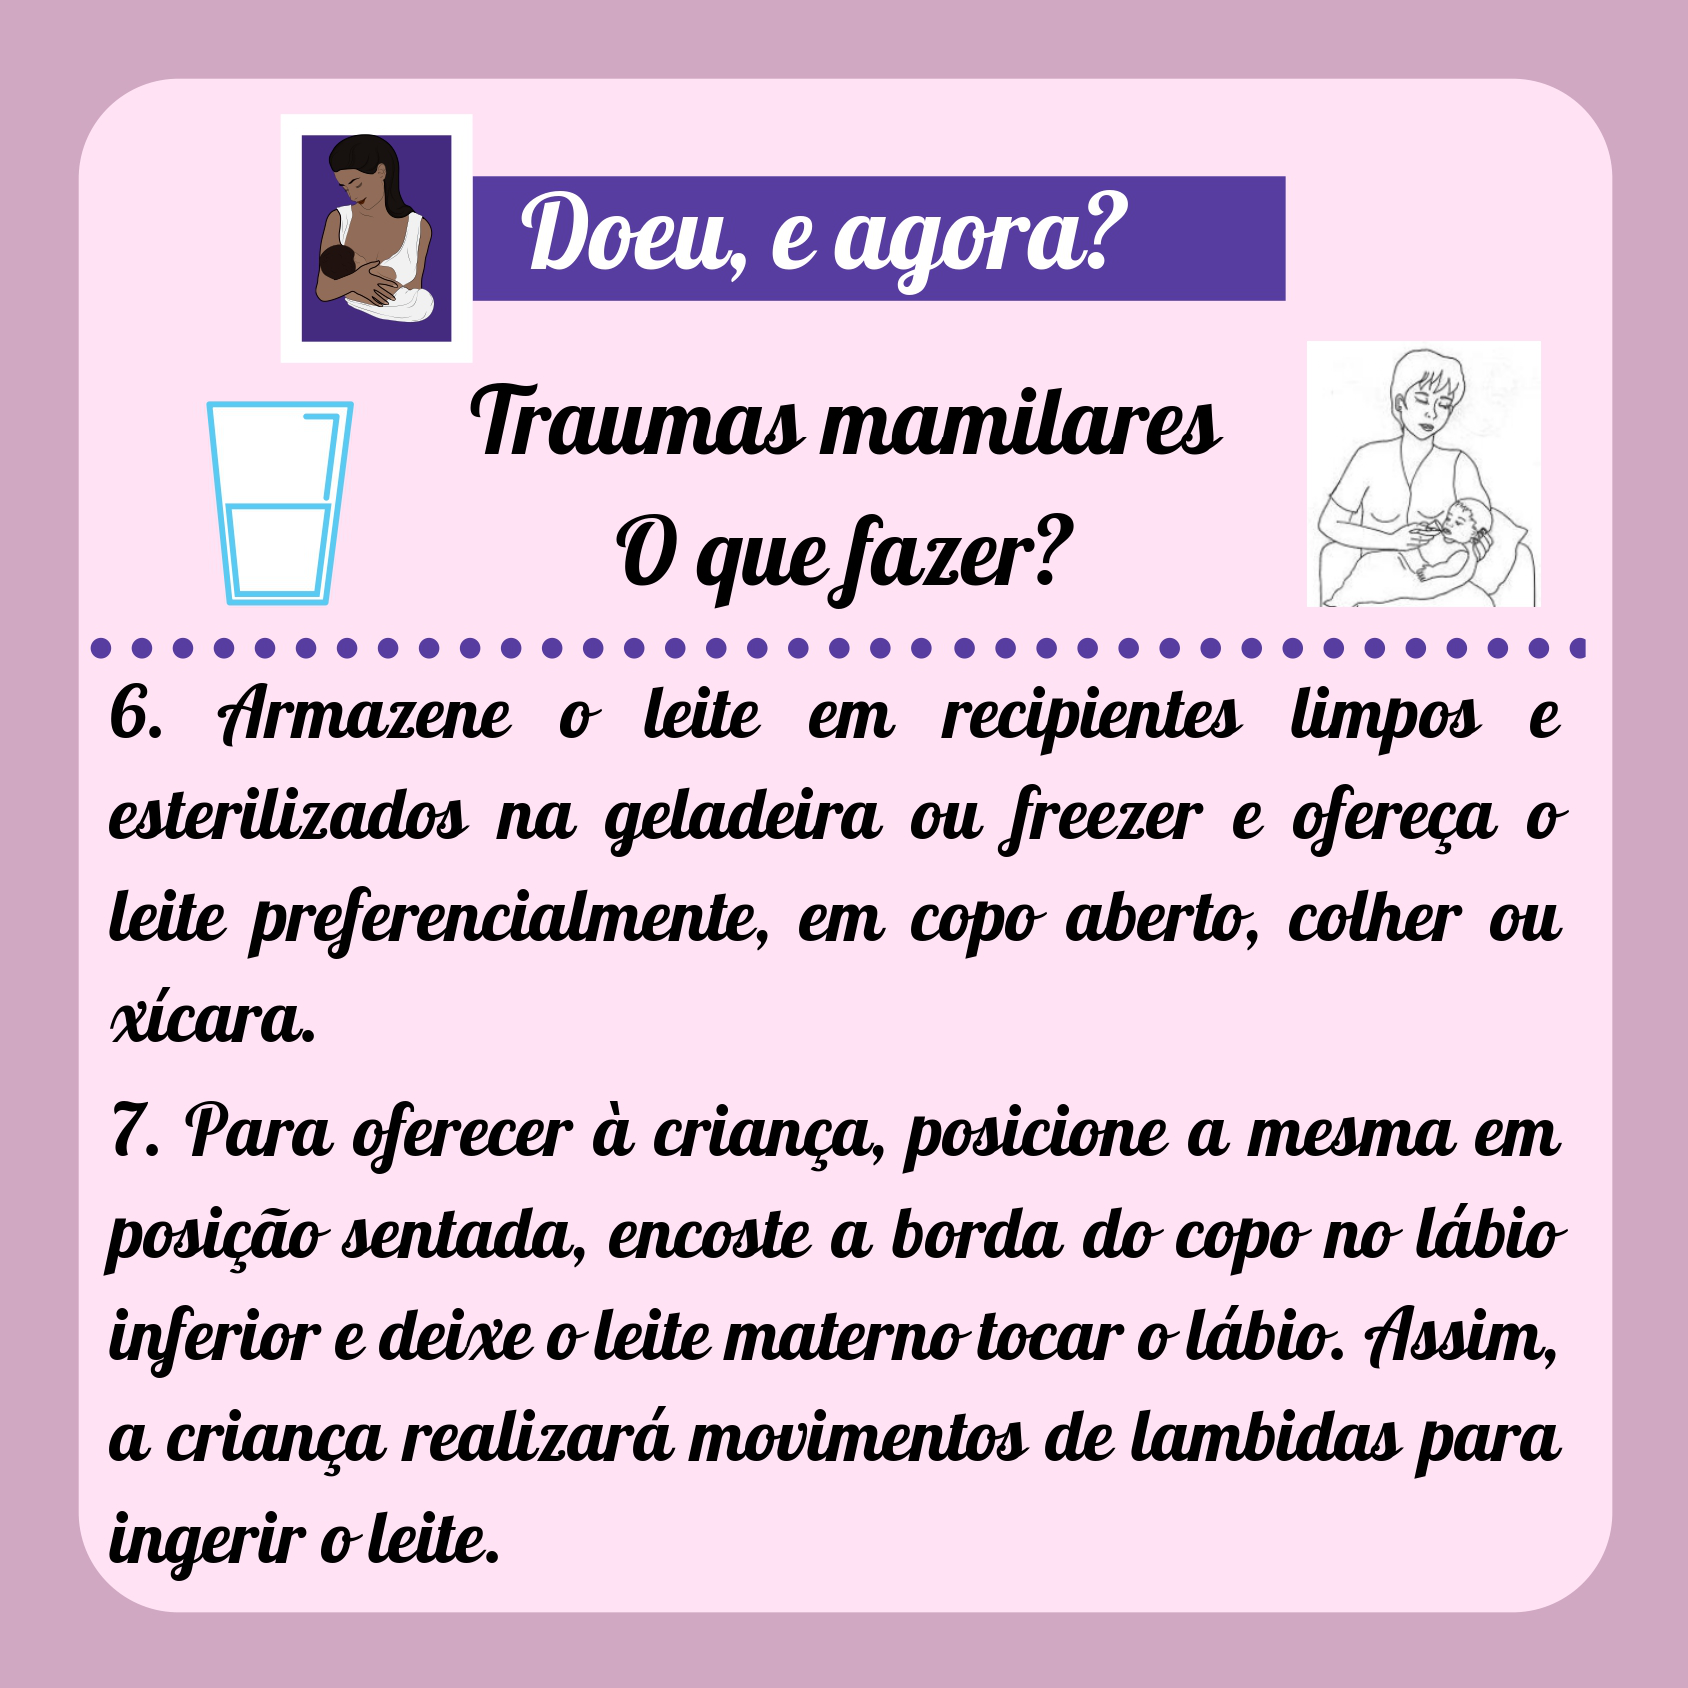 Doeu, e agora?
Traumas mamilares
O que fazer?
6. Armazene o leite em recipientes limpos e
esterilizados na geladeira ou freezer e ofereça o
leite preferencialmente, em copo aberto, colher ou
xícara.
7. Para oferecer à criança, posicione a mesma em
posição sentada, encoste a borda do copo no lábio
inferior e deixe o leite materno tocar o lábio. Assim,
a criança realizará movimentos de lambidas para
ingerir o leite.